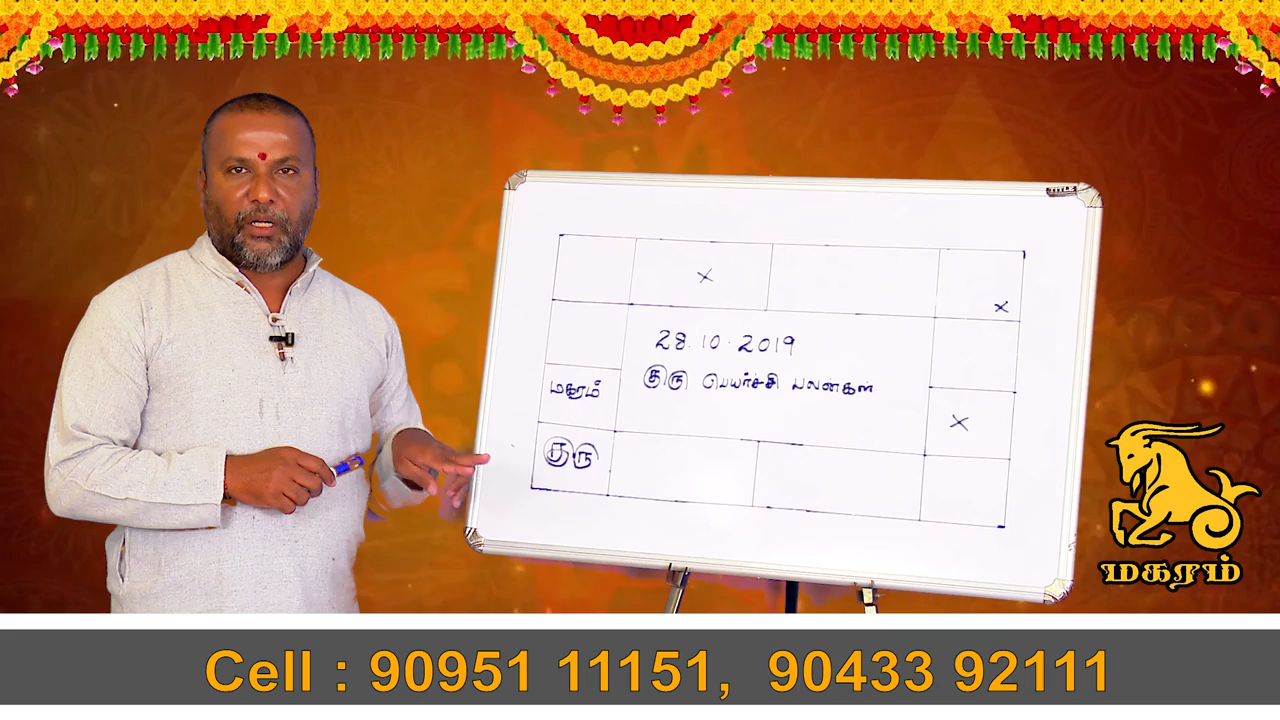 ×
×
28.10.2019
குரு பெயர்ச்சி பலன்கள்
மகரம்
×
குரு
மகரம்
Cell : 90951 11151, 90433 92111